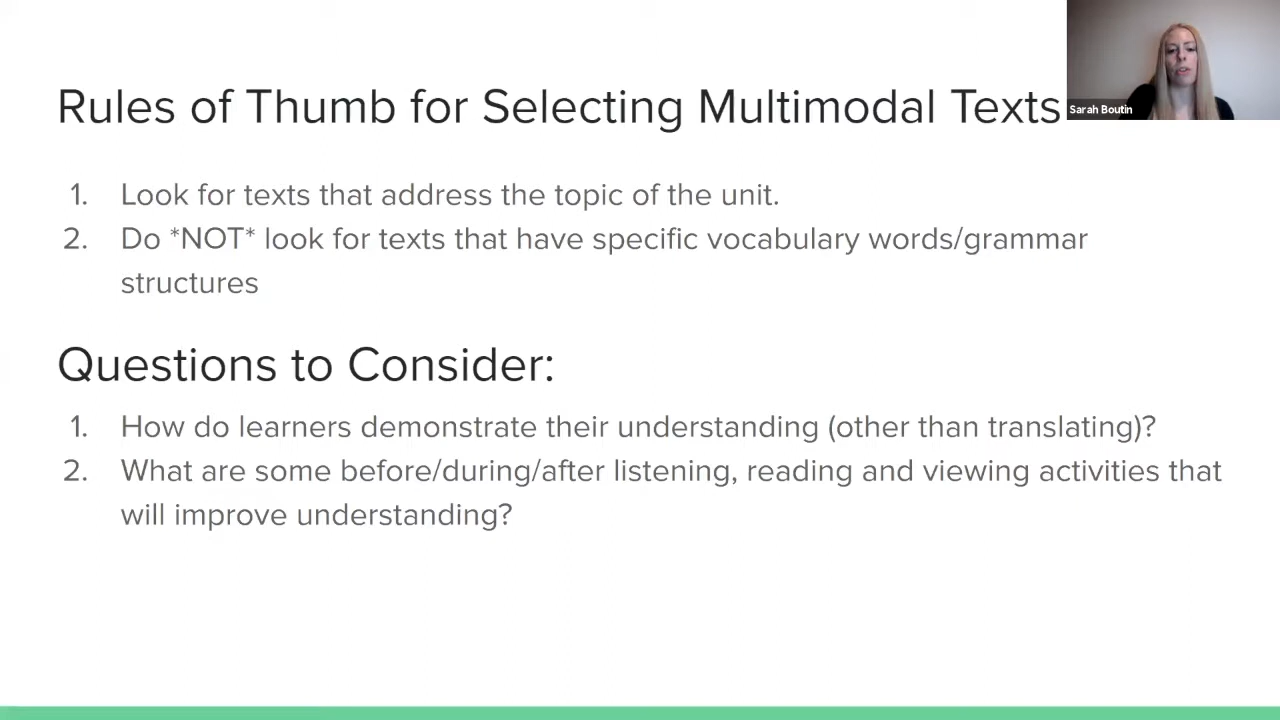 Rules of Thumb for Selecting Multimodal Texts
Sarah Boutin
1. Look for texts that address the topic of the unit.
2. Do *NOT* look for texts that have specific vocabulary words/grammar
structures
Questions to Consider:
1. How do learners demonstrate their understanding (other than translating)?
2. What are some before/during/after listening, reading and viewing activities that
will improve understanding?